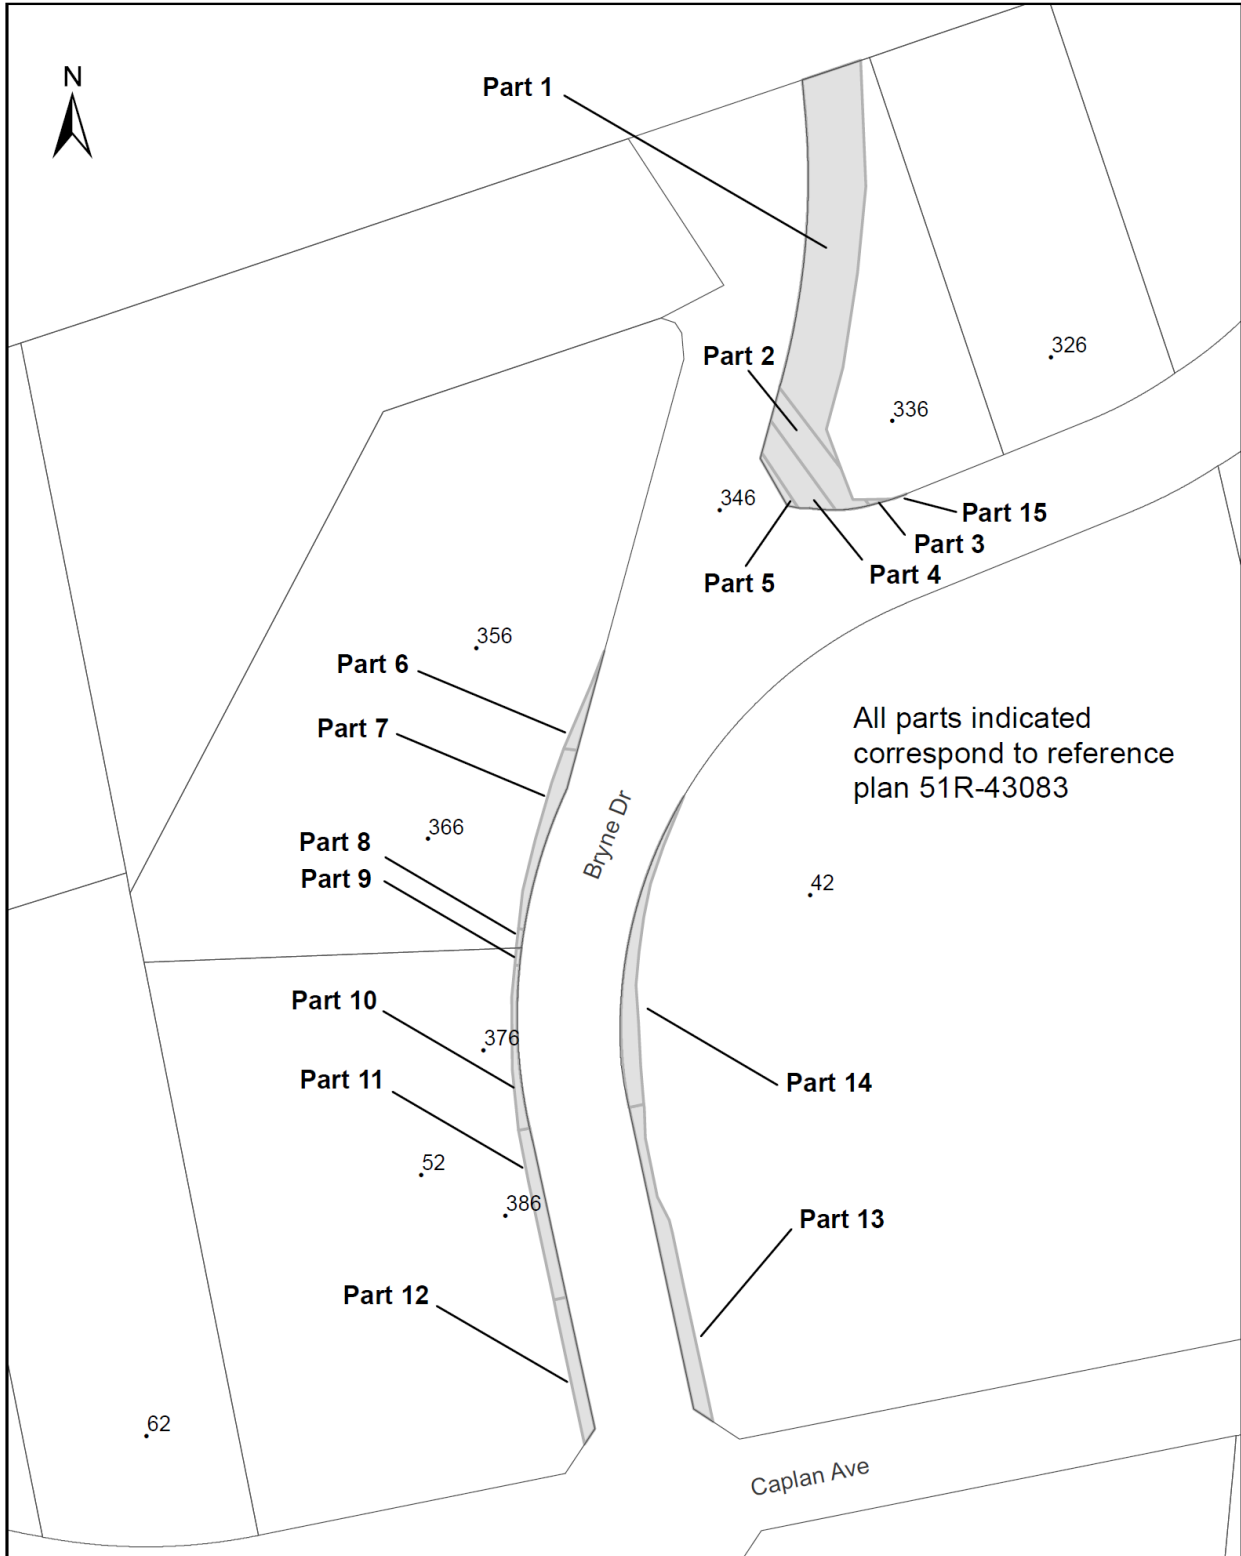 N
Part 1
326
Part 2
336
346
Part 15
Part 3
Part 4
Part 5
356
Part 6
All parts indicated
correspond to reference
plan 51R-43083
Part 7
Bryne Dr
366
Part 8
Part 9
42
Part 10
376
Part 11
Part 14
52
386
Part 13
Part 12
62
Caplan Ave